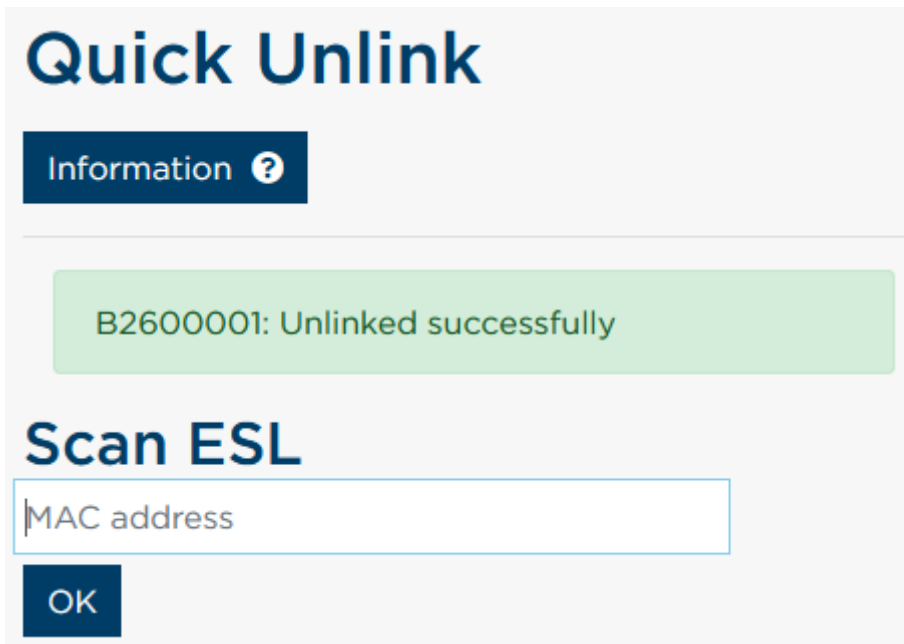 Quick Unlink
Information ?
B2600001: Unlinked successfully
Scan ESL
MAC address
OK